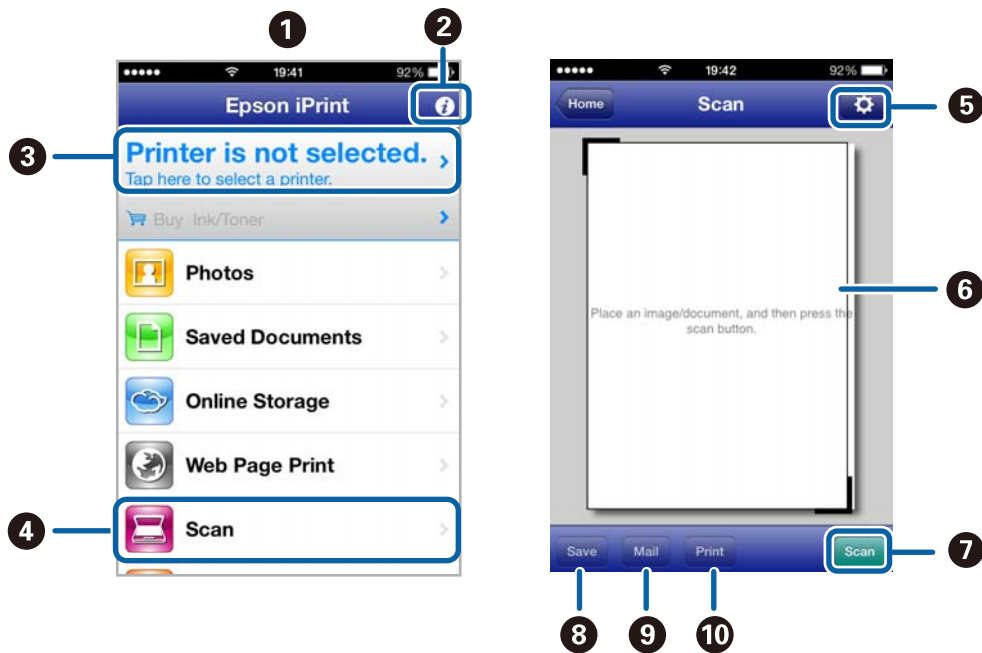 1
2
19:41
92%
Epson iPrint
3
Printer is not selected.
Tap here to select a printer.
Buy Ink/Toner
Photos
Saved Documents
Online Storage
Web Page Print
4
Scan
19:42
92%
Home
Scan
5
6
Place an image/document, and then press the
scan button.
Save
Mail
Print
Scan
7
8
9
10